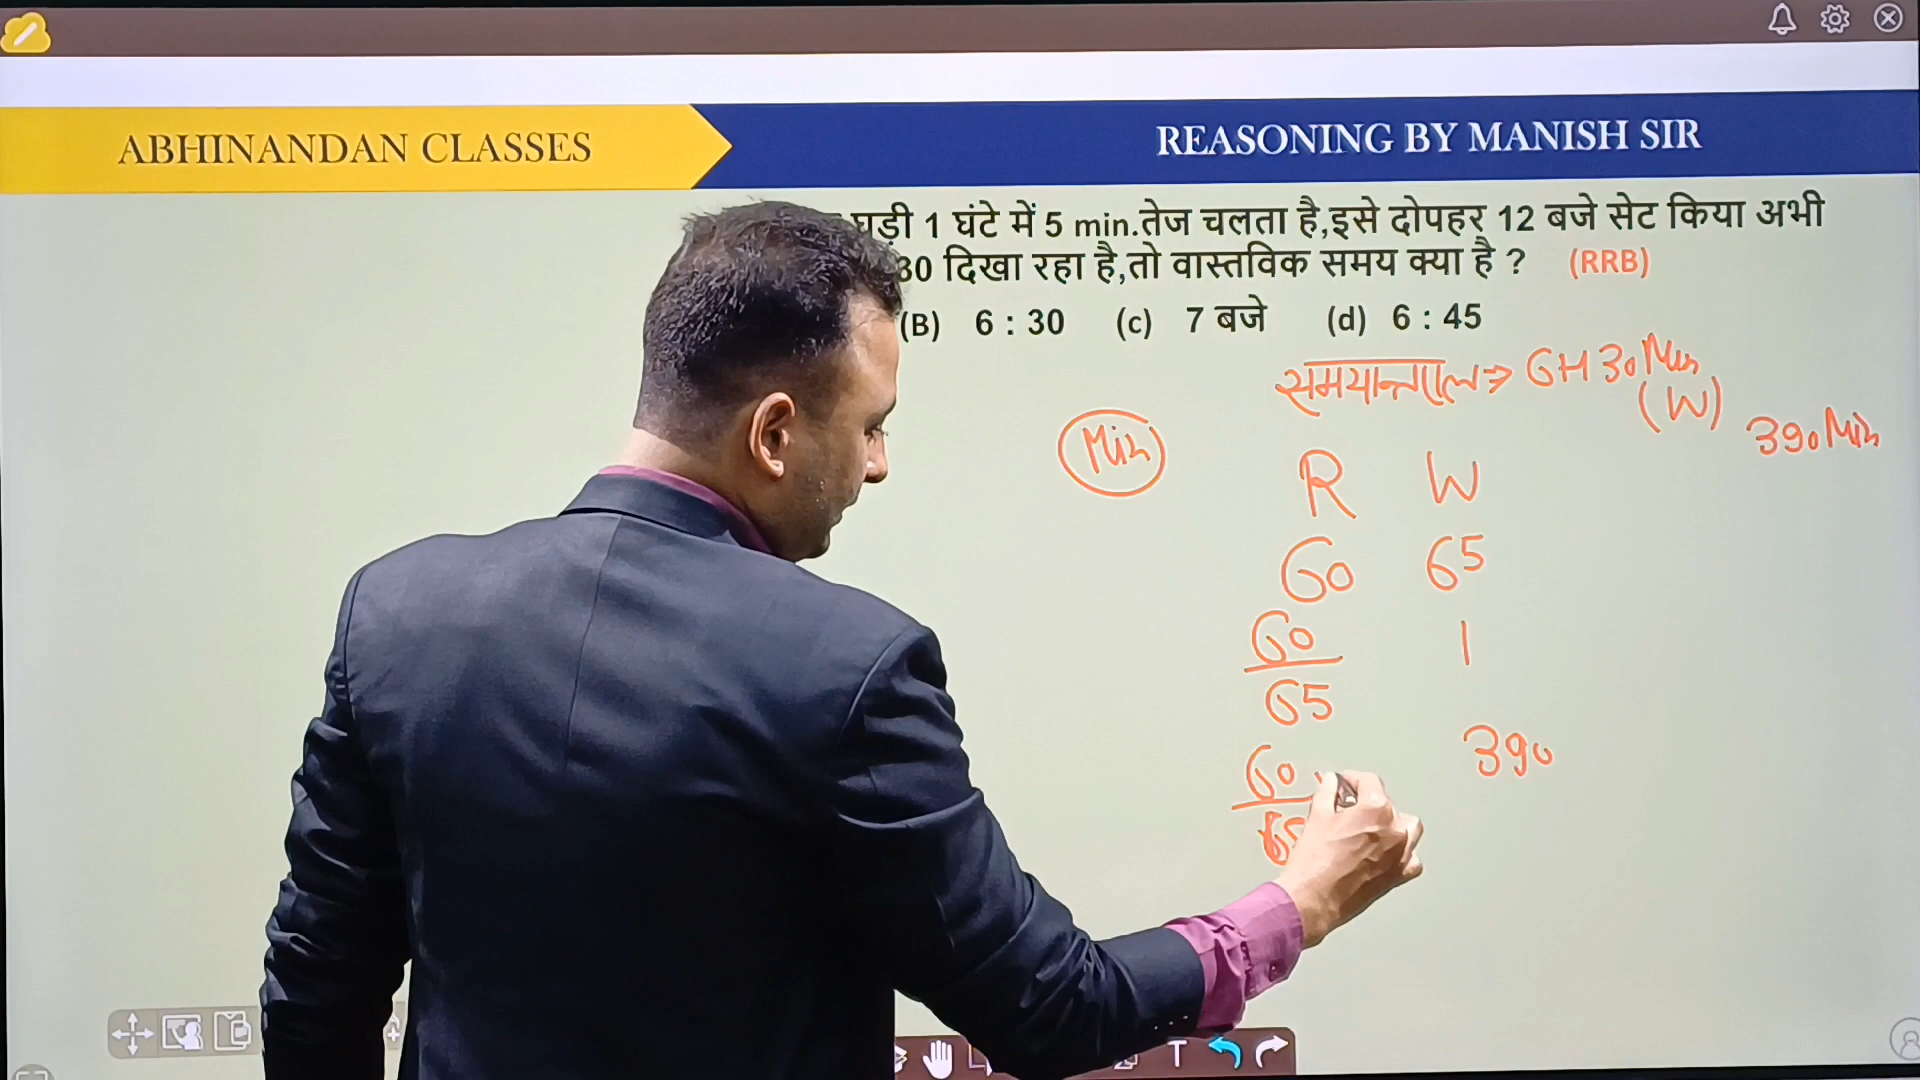 ABHINANDAN CLASSES
REASONING BY MANISH SIR
घड़ी 1 घंटे में 5 min.तेज चलता है,इसे दोपहर 12 बजे सेट किया अभी
30 दिखा रहा है,तो वास्तविक समय क्या है ? (RRB)
(B) 6 : 30 (c) 7 बजे (d) 6 : 45
समयान्तराल⇒ 6H 30 Min
(W)
390 Min
Min
R W
60 65
60 1
65
60 390
65
T